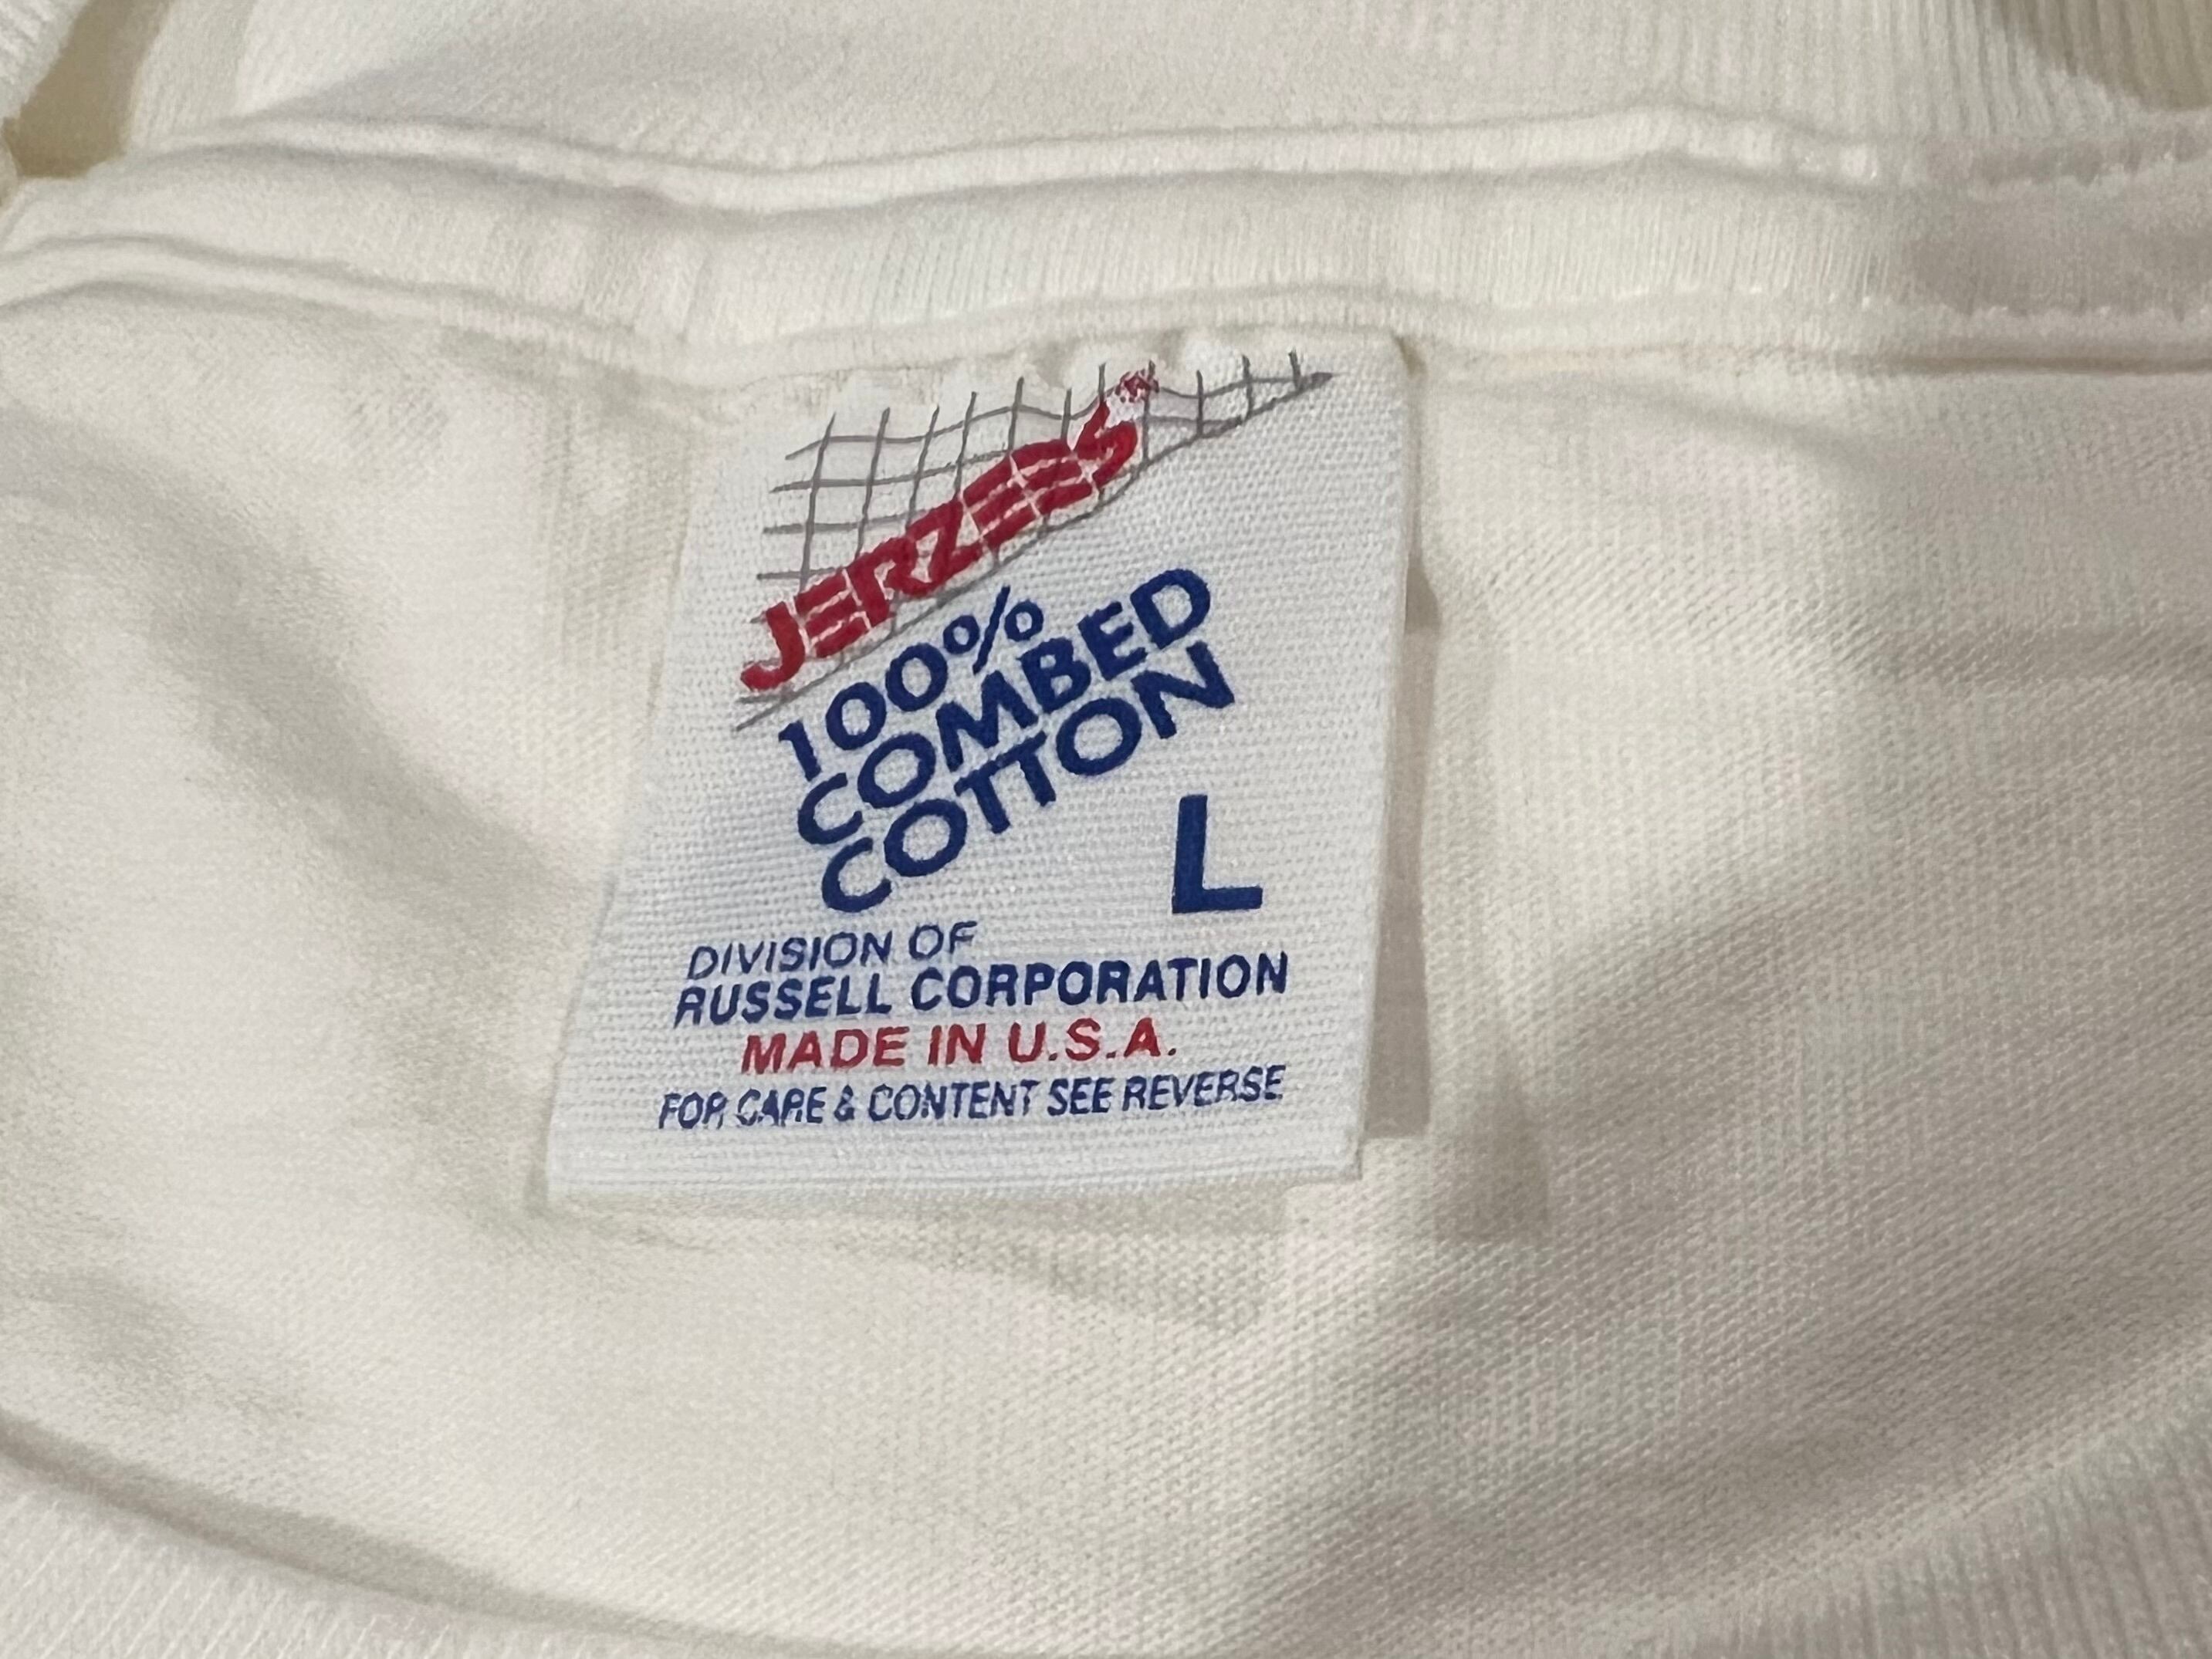 JERZEES®
100%
COMBED
COTTON
L
DIVISION OF
RUSSELL CORPORATION
MADE IN U.S.A.
FOR CARE & CONTENT SEE REVERSE